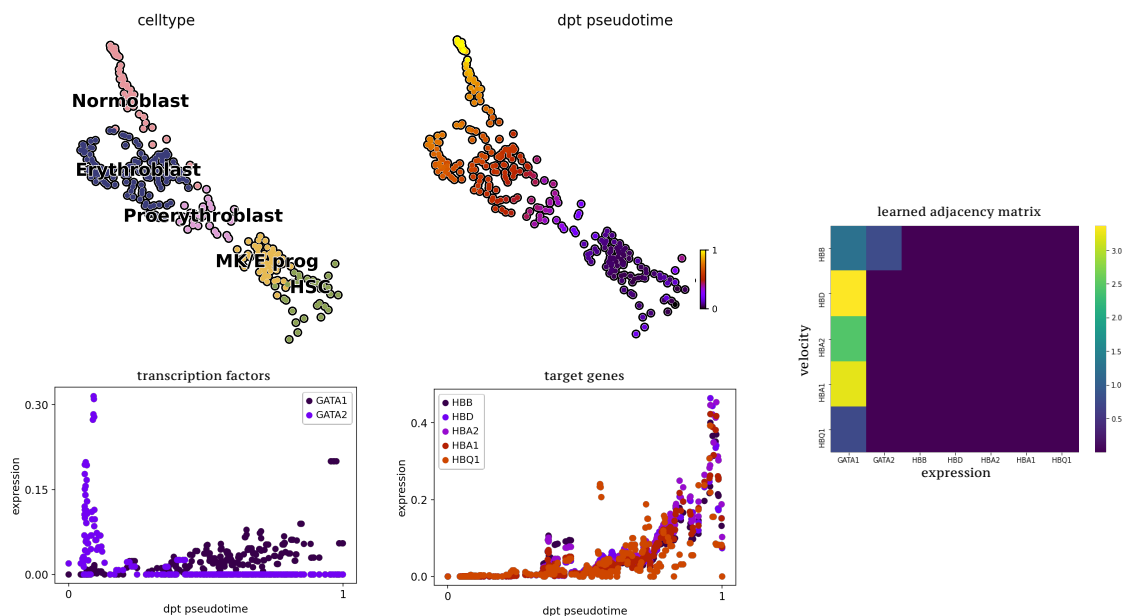 celltype
Normoblast
Erythroblast
Proerythroblast
MK/E prog
HSC
dpt pseudotime
1
0
transcription factors
GATA1
GATA2
0.30
0.15
0.00
expression
0
1
dpt pseudotime
target genes
HBB
HBD
HBA2
HBA1
HBQ1
0.4
0.2
0.0
expression
0
1
dpt pseudotime
learned adjacency matrix
velocity
HBB
HBD
HBA2
HBA1
HBQ1
GATA1
GATA2
HBB
HBD
HBA2
HBA1
HBQ1
expression
3.0
2.5
2.0
1.5
1.0
0.5